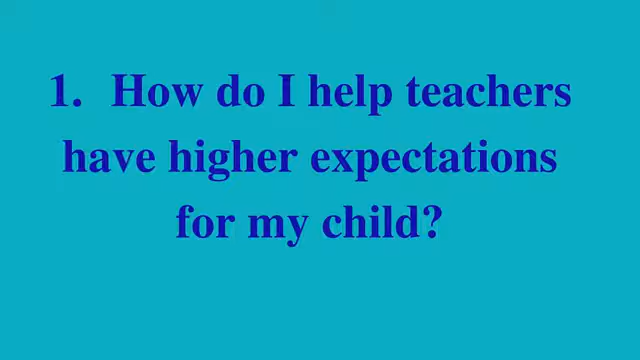 1. How do I help teachers
have higher expectations
for my child?